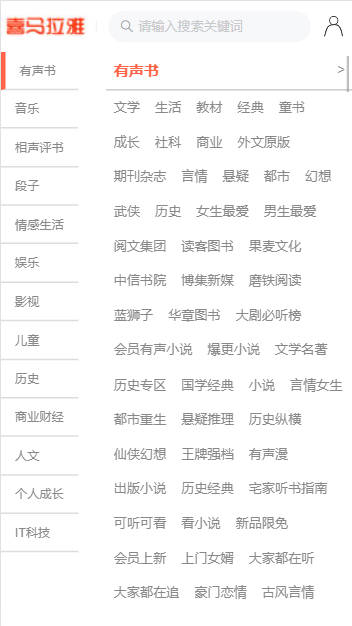 喜马拉雅
请输入搜索关键词
有声书
音乐
相声评书
段子
情感生活
娱乐
影视
儿童
历史
商业财经
人文
个人成长
IT科技
有声书 >
文学 生活 教材 经典 童书
成长 社科 商业 外文原版
期刊杂志 言情 悬疑 都市 幻想
武侠 历史 女生最爱 男生最爱
阅文集团 读客图书 果麦文化
中信书院 博集新媒 磨铁阅读
蓝狮子 华章图书 大剧必听榜
会员有声小说 爆更小说 文学名著
历史专区 国学经典 小说 言情女生
都市重生 悬疑推理 历史纵横
仙侠幻想 王牌强档 有声漫
出版小说 历史经典 宅家听书指南
可听可看 看小说 新品限免
会员上新 上门女婿 大家都在听
大家都在追 豪门恋情 古风言情